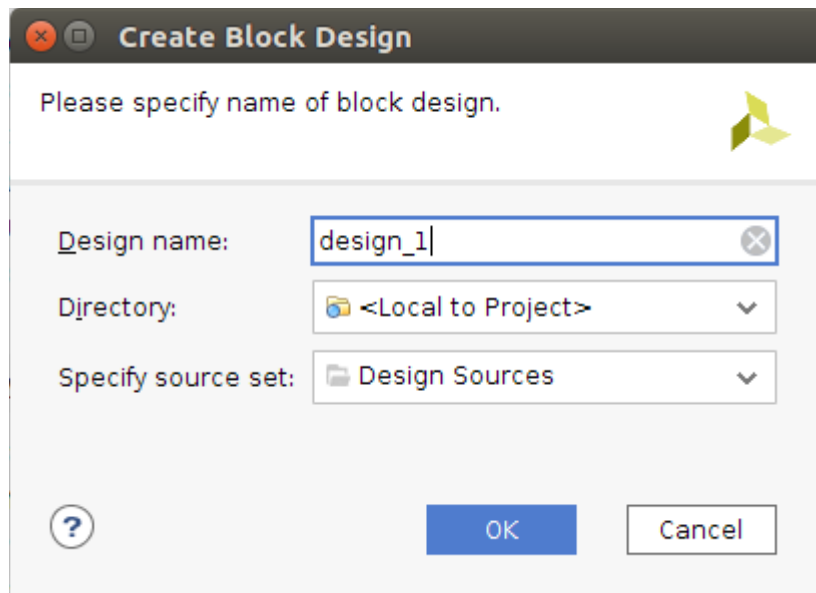 Create Block Design
Please specify name of block design.
Design name: design_1
Directory: <Local to Project>
Specify source set: Design Sources
? OK Cancel